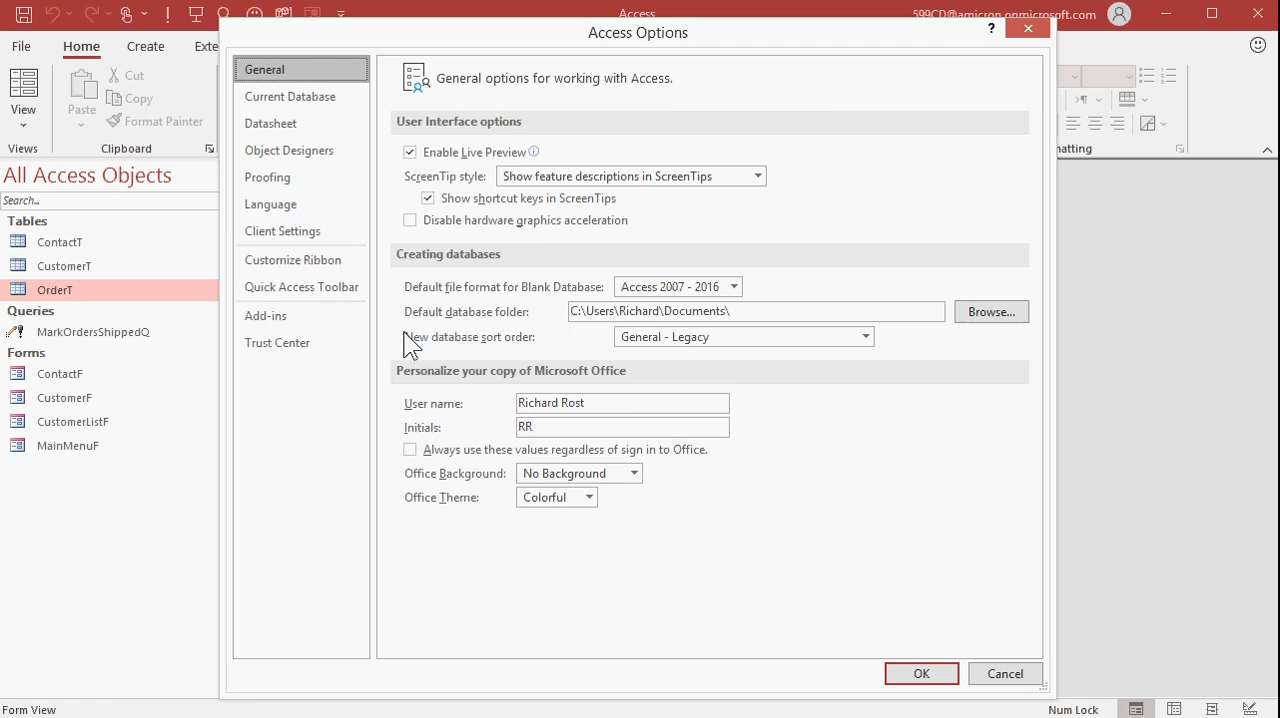 Access
599CD@amicron.onmicrosoft.com
File
Home
Create
Exte
View
Views
Paste
Cut
Copy
Format Painter
Clipboard
matting
All Access Objects
Search...
Tables
ContactT
CustomerT
OrderT
Queries
MarkOrdersShippedQ
Forms
ContactF
CustomerF
CustomerListF
MainMenuF
Access Options
?
General
Current Database
Datasheet
Object Designers
Proofing
Language
Client Settings
Customize Ribbon
Quick Access Toolbar
Add-ins
Trust Center
General options for working with Access.
User Interface options
Enable Live Preview
ScreenTip style: Show feature descriptions in ScreenTips
Show shortcut keys in ScreenTips
Disable hardware graphics acceleration
Creating databases
Default file format for Blank Database: Access 2007 - 2016
Default database folder: C:\Users\Richard\Documents\ Browse...
New database sort order: General - Legacy
Personalize your copy of Microsoft Office
User name: Richard Rost
Initials: RR
Always use these values regardless of sign in to Office.
Office Background: No Background
Office Theme: Colorful
OK Cancel
Form View
Num Lock